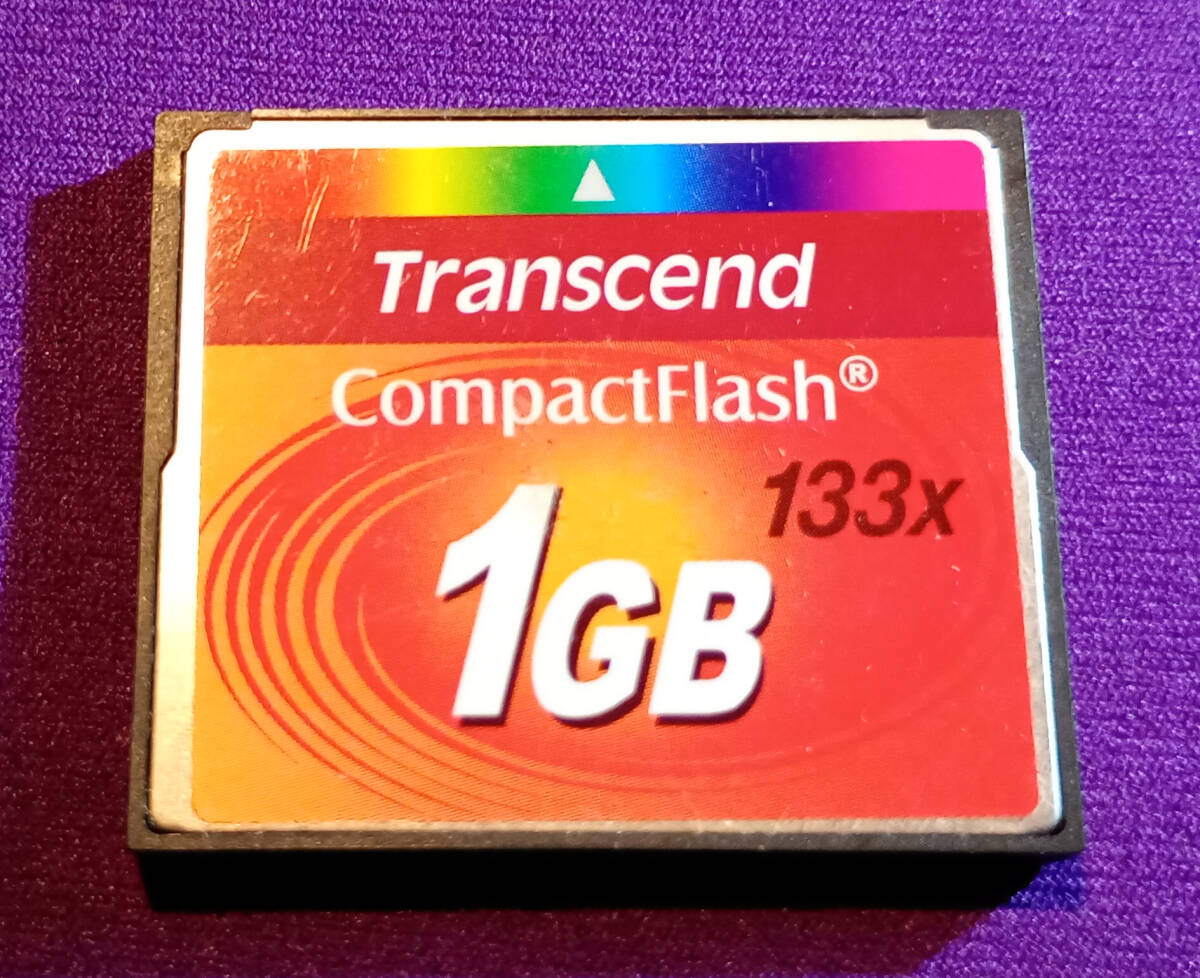 Transcend
CompactFlash®
133x
1GB